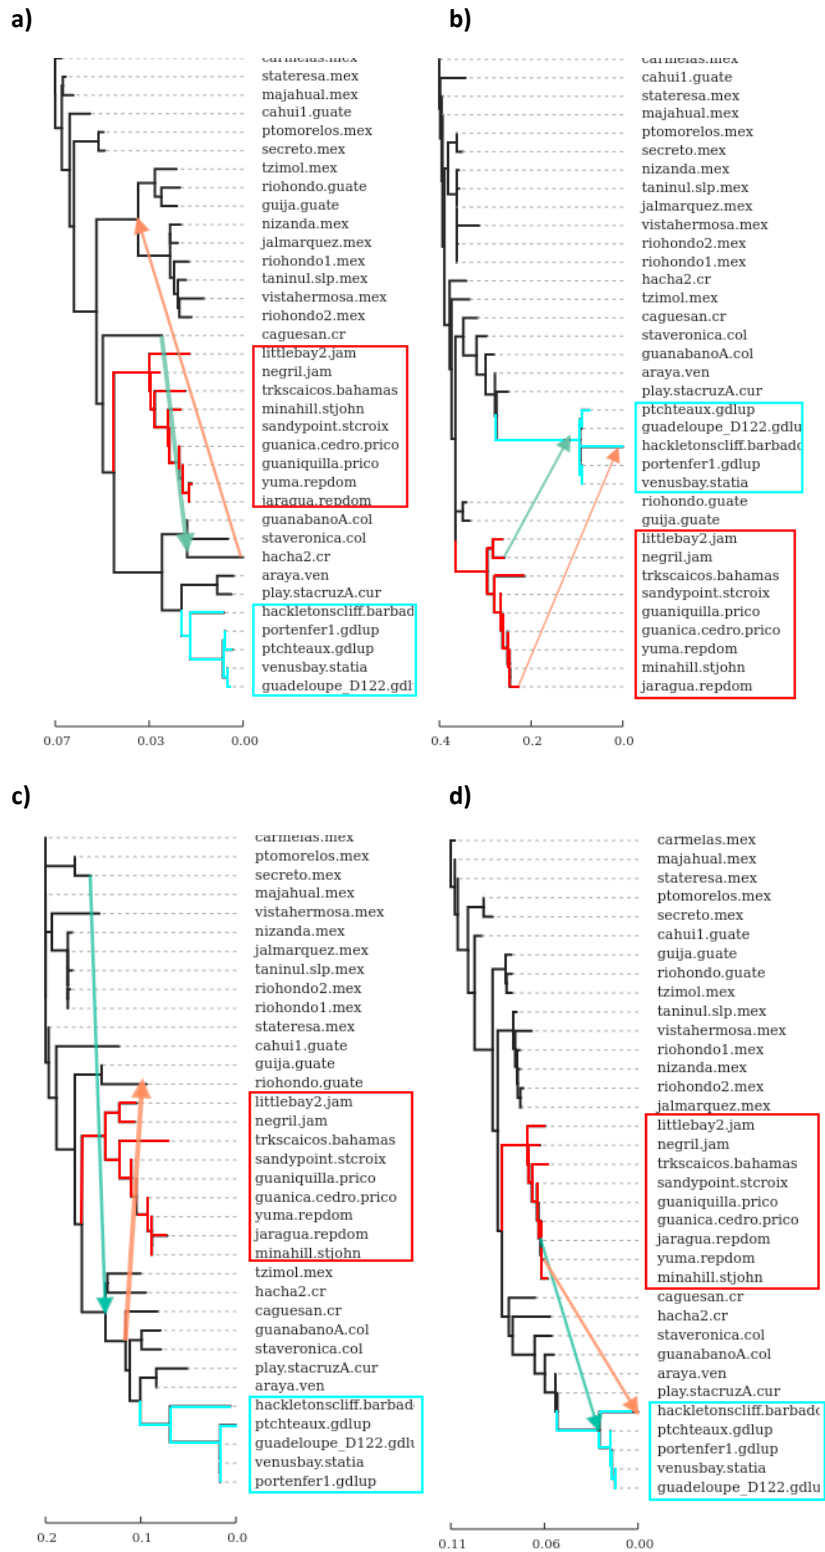 a)
carmelas.mex
stateresa.mex
majahual.mex
cahui1.guate
ptomorelos.mex
secreto.mex
tzimol.mex
riohondo.guate
guija.guate
nizanda.mex
jalmarquez.mex
riohondo1.mex
taninul.slp.mex
vistahermosa.mex
riohondo2.mex
caguesan.cr
littlebay2.jam
negril.jam
trkscaicos.bahamas
minahill.stjohn
sandypoint.stcroix
guanica.cedro.prico
guaniquilla.prico
yuma.repdom
jaragua.repdom
guanabanoA.col
staveronica.col
hacha2.cr
araya.ven
play.stacruzA.cur
hackletonscliff.barbad
portenfer1.gdlup
ptchteaux.gdlup
venusbay.statia
guadeloupe_D122.gdl
0.07 0.03 0.00
b)
carmelas.mex
cahui1.guate
stateresa.mex
majahual.mex
ptomorelos.mex
secreto.mex
nizanda.mex
taninul.slp.mex
jalmarquez.mex
vistahermosa.mex
riohondo2.mex
riohondo1.mex
hacha2.cr
tzimol.mex
caguesan.cr
staveronica.col
guanabanoA.col
araya.ven
play.stacruzA.cur
ptchteaux.gdlup
guadeloupe_D122.gdlu
hackletonscliff.barbado
portenfer1.gdlup
venusbay.statia
riohondo.guate
guija.guate
littlebay2.jam
negril.jam
trkscaicos.bahamas
sandypoint.stcroix
guaniquilla.prico
guanica.cedro.prico
yuma.repdom
minahill.stjohn
jaragua.repdom
0.4 0.2 0.0
c)
carmelas.mex
ptomorelos.mex
secreto.mex
majahual.mex
vistahermosa.mex
nizanda.mex
jalmarquez.mex
taninul.slp.mex
riohondo2.mex
riohondo1.mex
stateresa.mex
cahui1.guate
guija.guate
riohondo.guate
littlebay2.jam
negril.jam
trkscaicos.bahamas
sandypoint.stcroix
guaniquilla.prico
guanica.cedro.prico
yuma.repdom
jaragua.repdom
minahill.stjohn
tzimol.mex
hacha2.cr
caguesan.cr
guanabanoA.col
staveronica.col
play.stacruzA.cur
araya.ven
hackletonscliff.barbad
ptchteaux.gdlup
guadeloupe_D122.gdlu
venusbay.statia
portenfer1.gdlup
0.2 0.1 0.0
d)
carmelas.mex
majahual.mex
stateresa.mex
ptomorelos.mex
secreto.mex
cahui1.guate
guija.guate
riohondo.guate
tzimol.mex
taninul.slp.mex
vistahermosa.mex
riohondo1.mex
nizanda.mex
riohondo2.mex
jalmarquez.mex
littlebay2.jam
negril.jam
trkscaicos.bahamas
sandypoint.stcroix
guaniquilla.prico
guanica.cedro.prico
jaragua.repdom
yuma.repdom
minahill.stjohn
caguesan.cr
hacha2.cr
staveronica.col
guanabanoA.col
araya.ven
play.stacruzA.cur
hackletonscliff.barbado
ptchteaux.gdlup
portenfer1.gdlup
venusbay.statia
guadeloupe_D122.gdlu
0.11 0.06 0.00